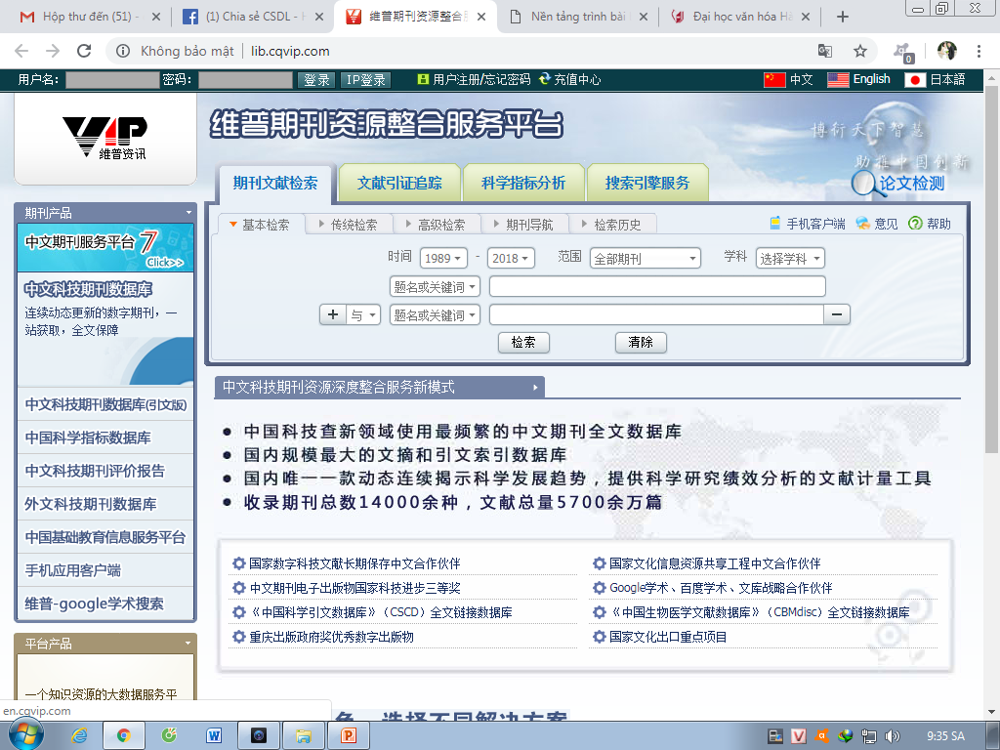 Hộp thư đến (51) -
(1) Chia sẻ CSDL -
维普期刊资源整合
Nền tảng trình bài
Đại học văn hóa Hà
Không bảo mật
lib.cqvip.com
0
用户名:
密码:
登录
IP登录
用户注册/忘记密码
充值中心
中文
English
日本語
VIP
维普资讯
维普期刊资源整合服务平台
博衍天下智慧
助推中国创新
期刊文献检索
文献引证追踪
科学指标分析
搜索引擎服务
论文检测
基本检索
传统检索
高级检索
期刊导航
检索历史
手机客户端
意见
帮助
时间
1989
-
2018
范围
全部期刊
学科
选择学科
题名或关键词
+
与
题名或关键词
−
检索
清除
期刊产品
中文期刊服务平台 7
Click>>
中文科技期刊数据库
连续动态更新的数字期刊，一
站获取，全文保障
中文科技期刊数据库(引文版)
中国科学指标数据库
中文科技期刊评价报告
外文科技期刊数据库
中国基础教育信息服务平台
手机应用客户端
维普-google学术搜索
平台产品
一个知识资源的大数据服务平
中文科技期刊资源深度整合服务新模式
● 中国科技查新领域使用最频繁的中文期刊全文数据库
● 国内规模最大的文摘和引文索引数据库
● 国内唯一一款动态连续揭示科学发展趋势，提供科学研究绩效分析的文献计量工具
● 收录期刊总数14000余种，文献总量5700余万篇
国家数字科技文献长期保存中文合作伙伴
国家文化信息资源共享工程中文合作伙伴
中文期刊电子出版物国家科技进步三等奖
Google学术、百度学术、文库战略合作伙伴
《中国科学引文数据库》（CSCD）全文链接数据库
《中国生物医学文献数据库》（CBMdisc）全文链接数据库
重庆出版政府奖优秀数字出版物
国家文化出口重点项目
选择不同解决方案
en.cqvip.com
9:35 SA